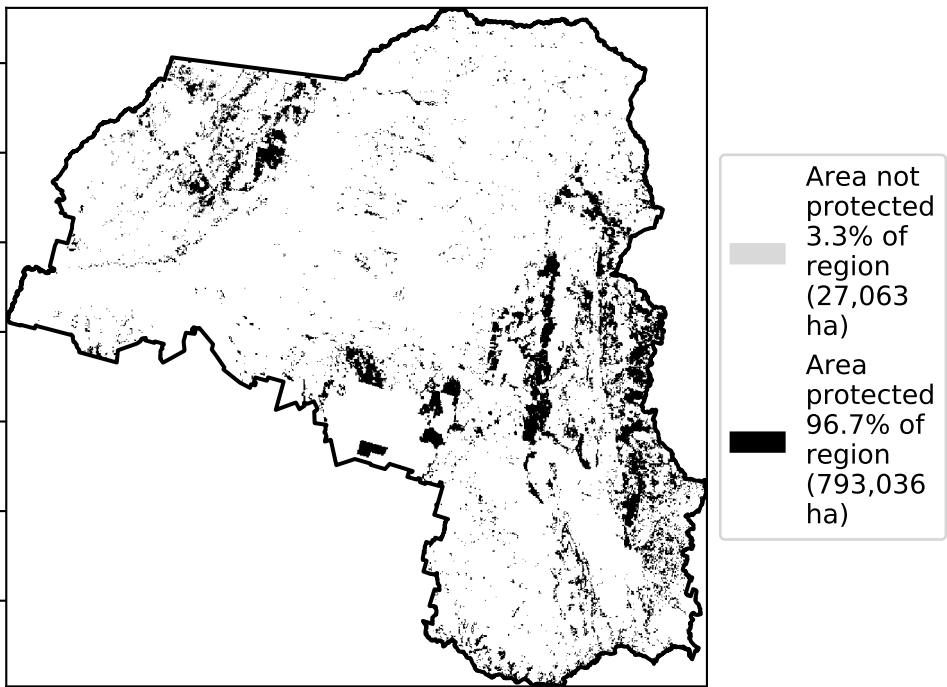 Area not
protected
3.3% of
region
(27,063
ha)
Area
protected
96.7% of
region
(793,036
ha)